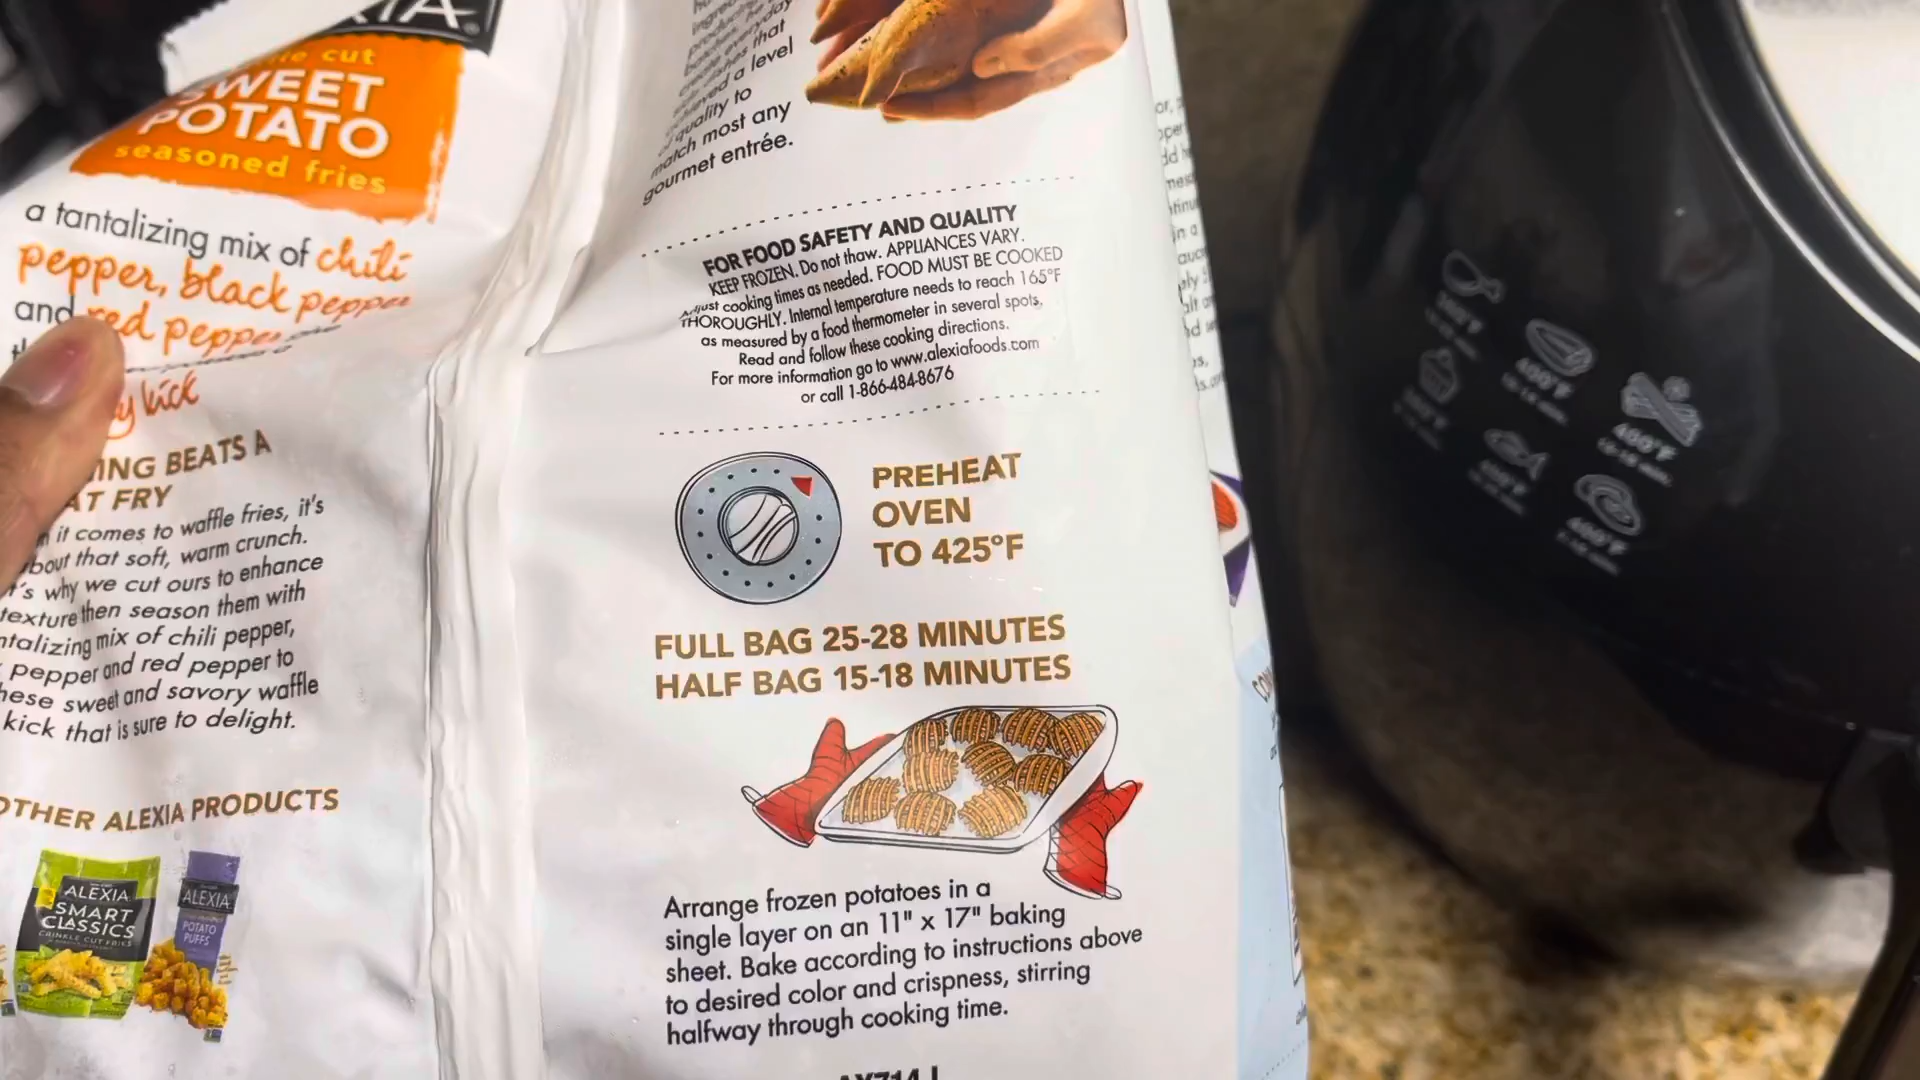 cut
SWEET
POTATO
seasoned fries
a tantalizing mix of chili
pepper, black pepper
and red pepper
kick
BEATS A
FRY
it comes to waffle fries, it's
that soft, warm crunch.
why we cut ours to enhance
texture then season them with
mix of chili pepper,
pepper and red pepper to
sweet and savory waffle
kick that is sure to delight.
OTHER ALEXIA PRODUCTS
ALEXIA
SMART
CLASSICS
CRINKLE CUT FRIES
ALEXIA
POTATO
PUFFS
that
a level
quality to
match most any
gourmet entrée.
FOR FOOD SAFETY AND QUALITY
KEEP FROZEN. Do not thaw. APPLIANCES VARY.
Adjust cooking times as needed. FOOD MUST BE COOKED
THOROUGHLY. Internal temperature needs to reach 165°F
as measured by a food thermometer in several spots.
Read and follow these cooking directions.
For more information go to www.alexiafoods.com
or call 1-866-484-8676
PREHEAT
OVEN
TO 425°F
FULL BAG 25-28 MINUTES
HALF BAG 15-18 MINUTES
Arrange frozen potatoes in a
single layer on an 11" x 17" baking
sheet. Bake according to instructions above
to desired color and crispness, stirring
halfway through cooking time.
400°F
400°F
400°F